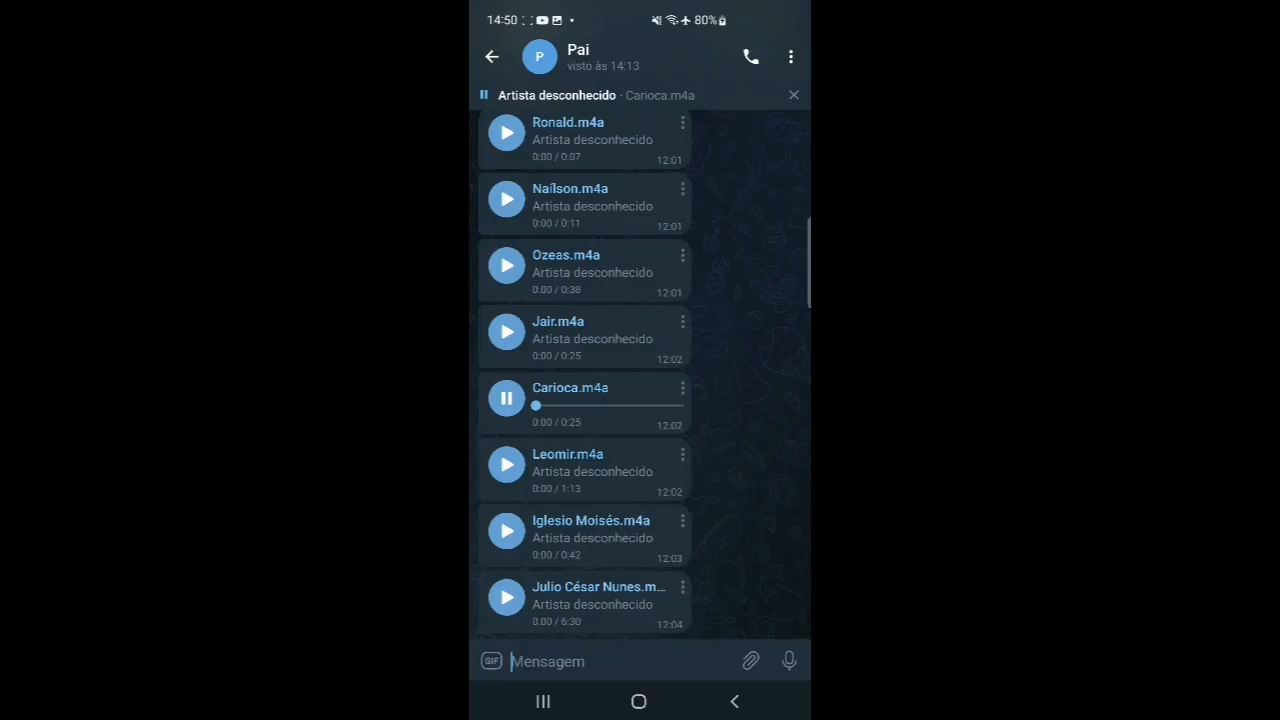 14:50 80%
Pai
visto às 14:13
Artista desconhecido · Carioca.m4a
Ronald.m4a
Artista desconhecido
0:00 / 0:07 12:01
Naílson.m4a
Artista desconhecido
0:00 / 0:11 12:01
Ozeas.m4a
Artista desconhecido
0:00 / 0:38 12:01
Jair.m4a
Artista desconhecido
0:00 / 0:25 12:02
Carioca.m4a
0:00 / 0:25 12:02
Leomir.m4a
Artista desconhecido
0:00 / 1:13 12:02
Iglesio Moisés.m4a
Artista desconhecido
0:00 / 0:42 12:03
Julio César Nunes.m...
Artista desconhecido
0:00 / 6:30 12:04
GIF Mensagem
P